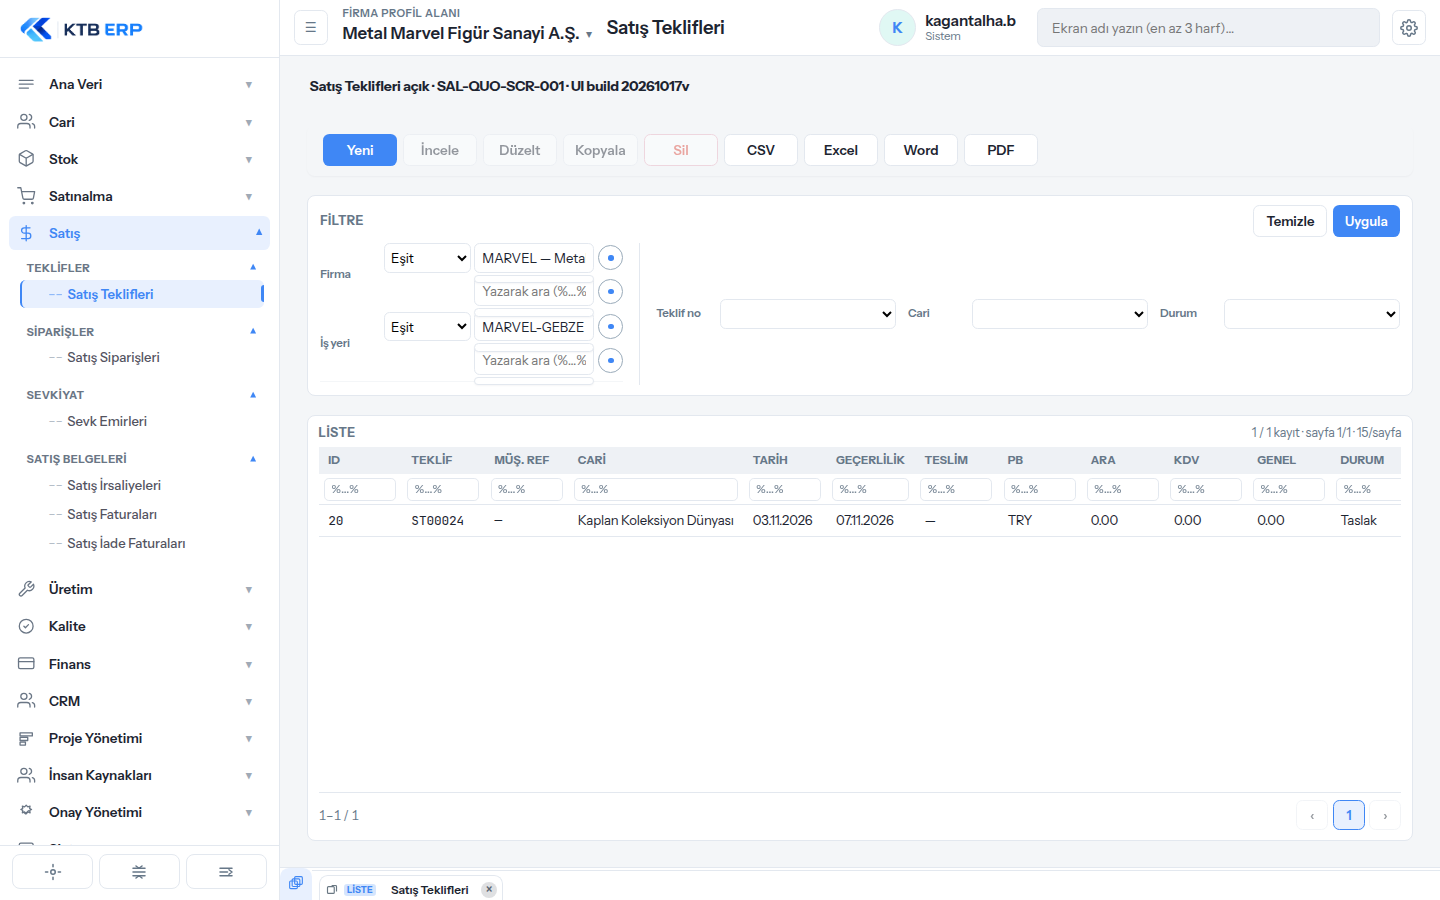 KTB ERP
Ana Veri
Cari
Stok
Satınalma
Satış
TEKLİFLER
Satış Teklifleri
SİPARİŞLER
Satış Siparişleri
SEVKİYAT
Sevk Emirleri
SATIŞ BELGELERİ
Satış İrsaliyeleri
Satış Faturaları
Satış İade Faturaları
Üretim
Kalite
Finans
CRM
Proje Yönetimi
İnsan Kaynakları
Onay Yönetimi
FİRMA PROFİL ALANI
Metal Marvel Figür Sanayi A.Ş.
Satış Teklifleri
K
kagantalha.b
Sistem
Ekran adı yazın (en az 3 harf)...
Satış Teklifleri açık · SAL-QUO-SCR-001 · UI build 20261017v
Yeni İncele Düzelt Kopyala Sil CSV Excel Word PDF
FİLTRE
Temizle Uygula
Firma
Eşit
MARVEL — Meta
Yazarak ara (%...%
İş yeri
Eşit
MARVEL-GEBZE
Yazarak ara (%...%
Teklif no
Cari
Durum
LİSTE
1 / 1 kayıt · sayfa 1/1 · 15/sayfa
ID TEKLİF MÜŞ. REF CARİ TARİH GEÇERLİLİK TESLİM PB ARA KDV GENEL DURUM
%...% %...% %...% %...% %...% %...% %...% %...% %...% %...% %...% %...%
20 ST00024 — Kaplan Koleksiyon Dünyası 03.11.2026 07.11.2026 — TRY 0.00 0.00 0.00 Taslak
1–1 / 1
‹ 1 ›
LİSTE Satış Teklifleri ×